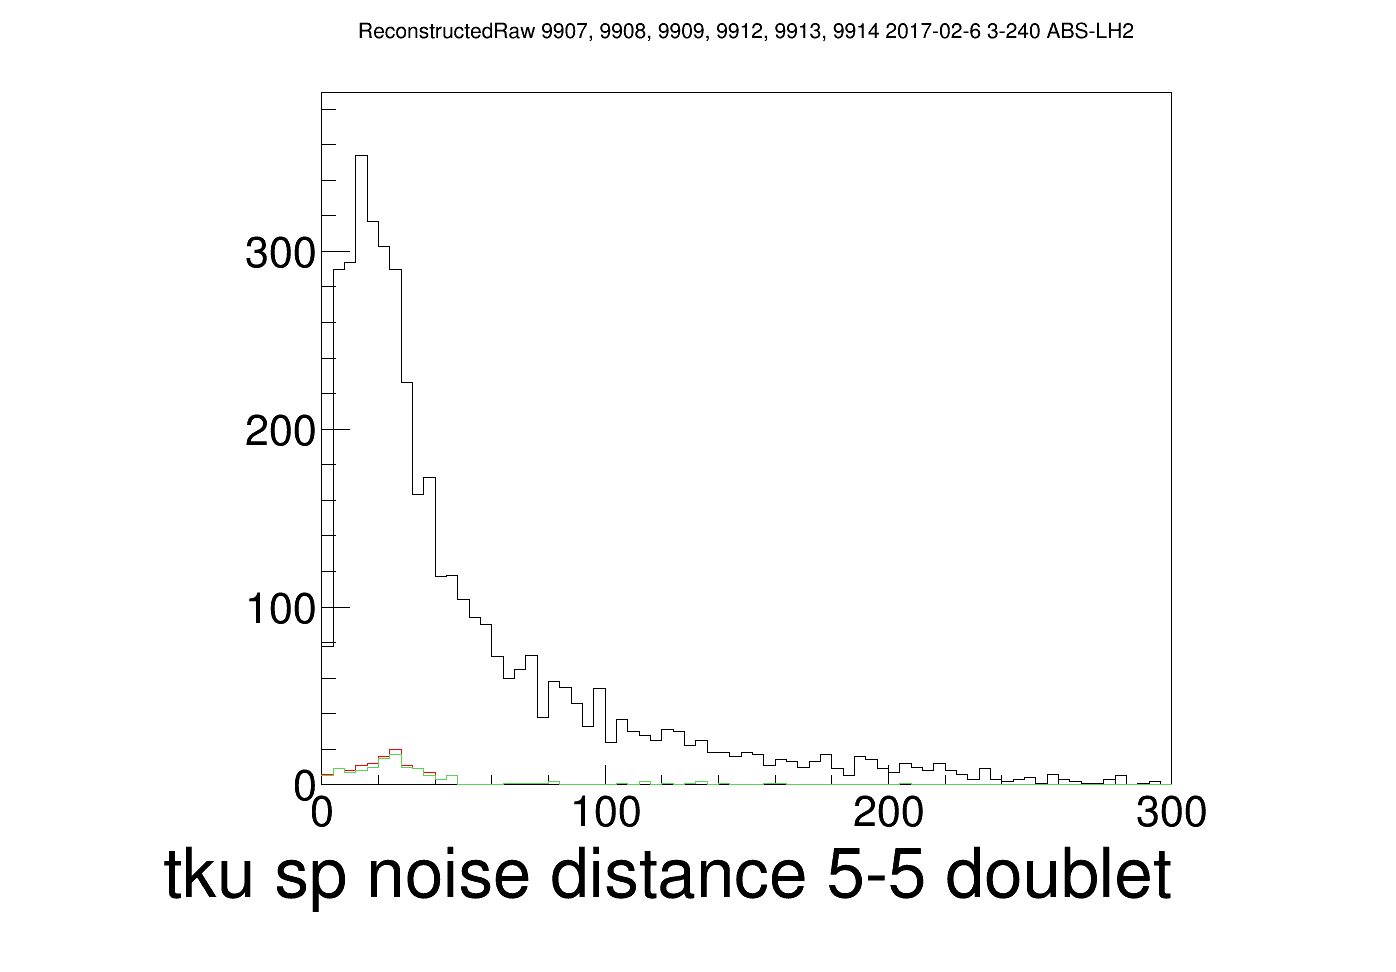 ReconstructedRaw 9907, 9908, 9909, 9912, 9913, 9914 2017-02-6 3-240 ABS-LH2
300
200
100
0
0 100 200 300
tku sp noise distance 5-5 doublet